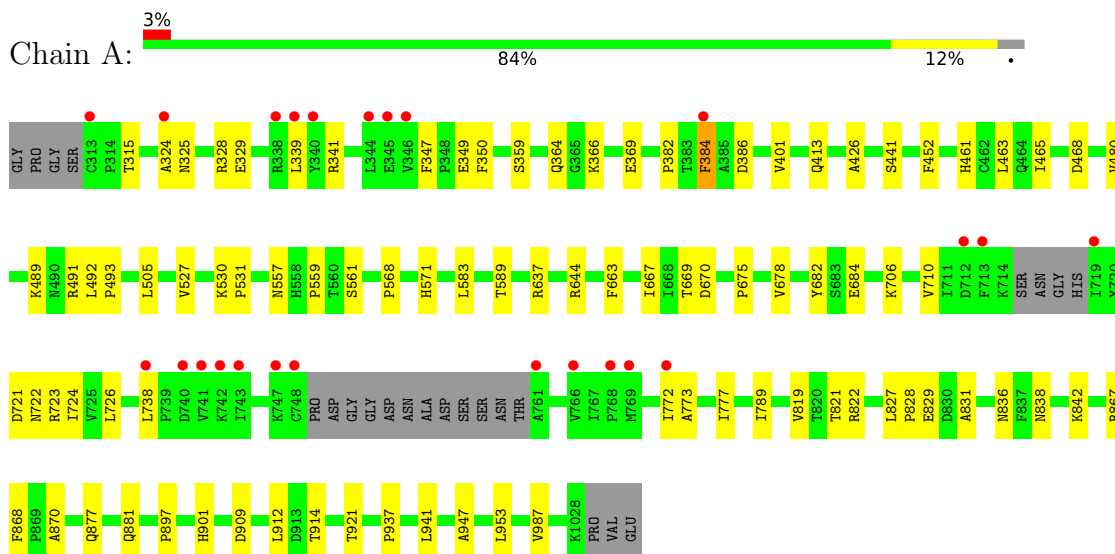 3%
Chain A:
84% 12% •
GLY PRO GLY SER C313 P314 T315 A324 N325 R328 E329 R338 L339 Y340 R341 L344 E345 V346 F347 P348 E349 F350 S359 Q364 G365 K366 E369 P382 T383 F384 A385 D386 V401 Q413 A426 S441 F452 H461 C462 L463 Q464 I465 D468
K489 N490 R491 L492 P493 L505 V527 K530 P531 N557 H558 P559 T560 S561 P568 H571 L583 T589 R637 R644 F663 I667 I668 T669 D670 P675 V678 Y682 S683 E684 K706 V710 I711 D712 F713 K714 SER ASN GLY HIS I719
D721 N722 R723 I724 V725 L726 L738 P739 D740 V741 K742 I743 K747 C748 PRO ASP GLY GLY ASP ASN ALA ASP SER SER ASN THR A761 V766 I767 P768 M769 I772 A773 I777 I789 V819 T820 T821 R822 L827 P828 E829 D830 A831 N836 F837 N838 K842
F868 P869 A870 Q877 Q881 P897 H901 D909 L912 D913 T914 T921 P937 L941 A947 L953 V987 K1028 PRO VAL GLU